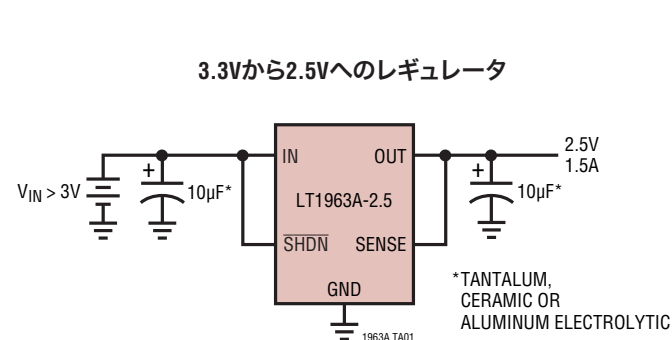 3.3Vから2.5Vへのレギュレータ
IN
OUT
2.5V
1.5A
VIN > 3V
10µF*
LT1963A-2.5
10µF*
SHDN
SENSE
GND
*TANTALUM,
CERAMIC OR
ALUMINUM ELECTROLYTIC
1963A TA01